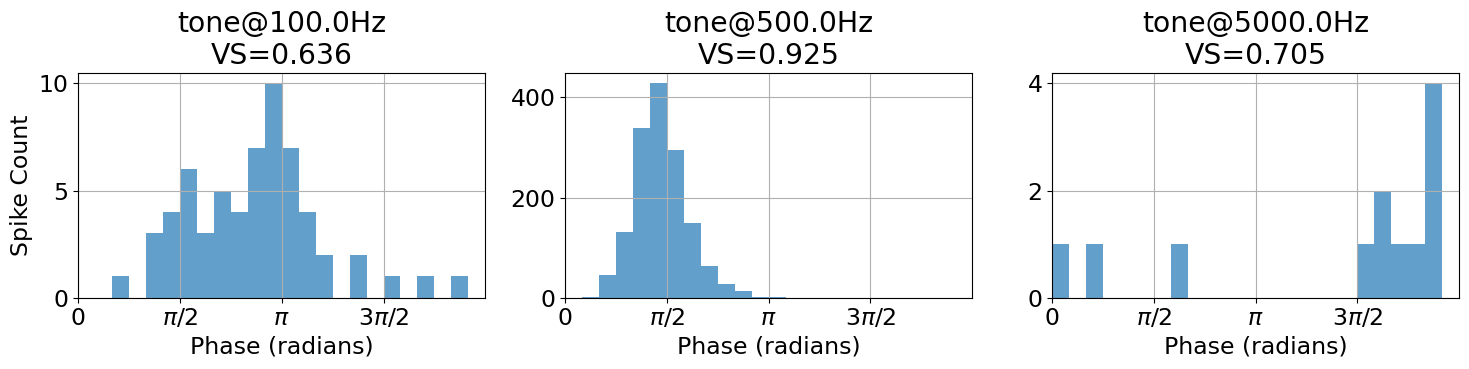 tone@100.0Hz
VS=0.636
10
5
0
Spike Count
0 π/2 π 3π/2
Phase (radians)
tone@500.0Hz
VS=0.925
400
200
0
0 π/2 π 3π/2
Phase (radians)
tone@5000.0Hz
VS=0.705
4
2
0
0 π/2 π 3π/2
Phase (radians)